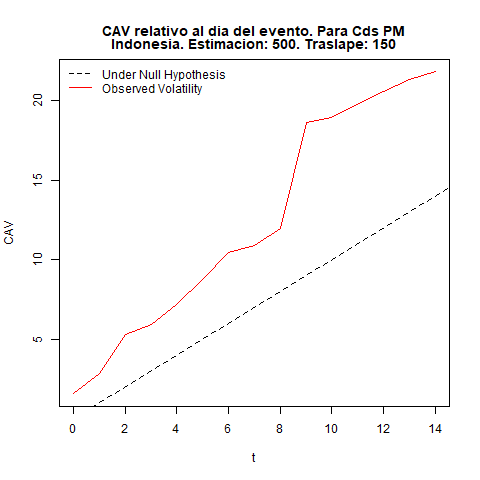 CAV relativo al dia del evento. Para Cds PM
Indonesia. Estimacion: 500. Traslape: 150
Under Null Hypothesis
Observed Volatility
20
15
10
5
CAV
0 2 4 6 8 10 12 14
t